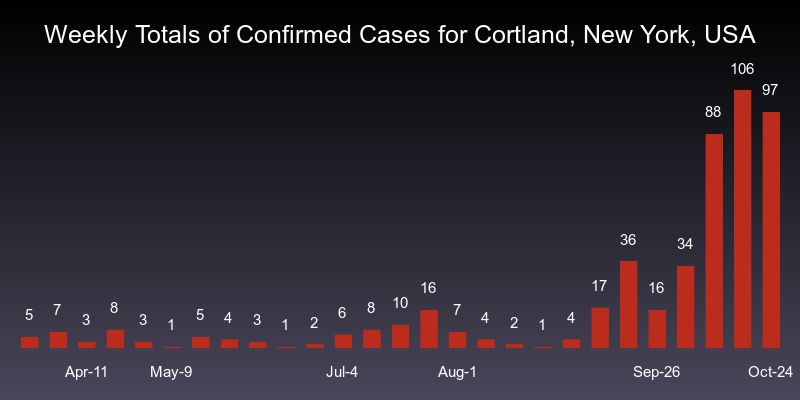 Weekly Totals of Confirmed Cases for Cortland, New York, USA
5 7 3 8 3 1 5 4 3 1 2 6 8 10 16 7 4 2 1 4 17 36 16 34 88 106 97
Apr-11 May-9 Jul-4 Aug-1 Sep-26 Oct-24